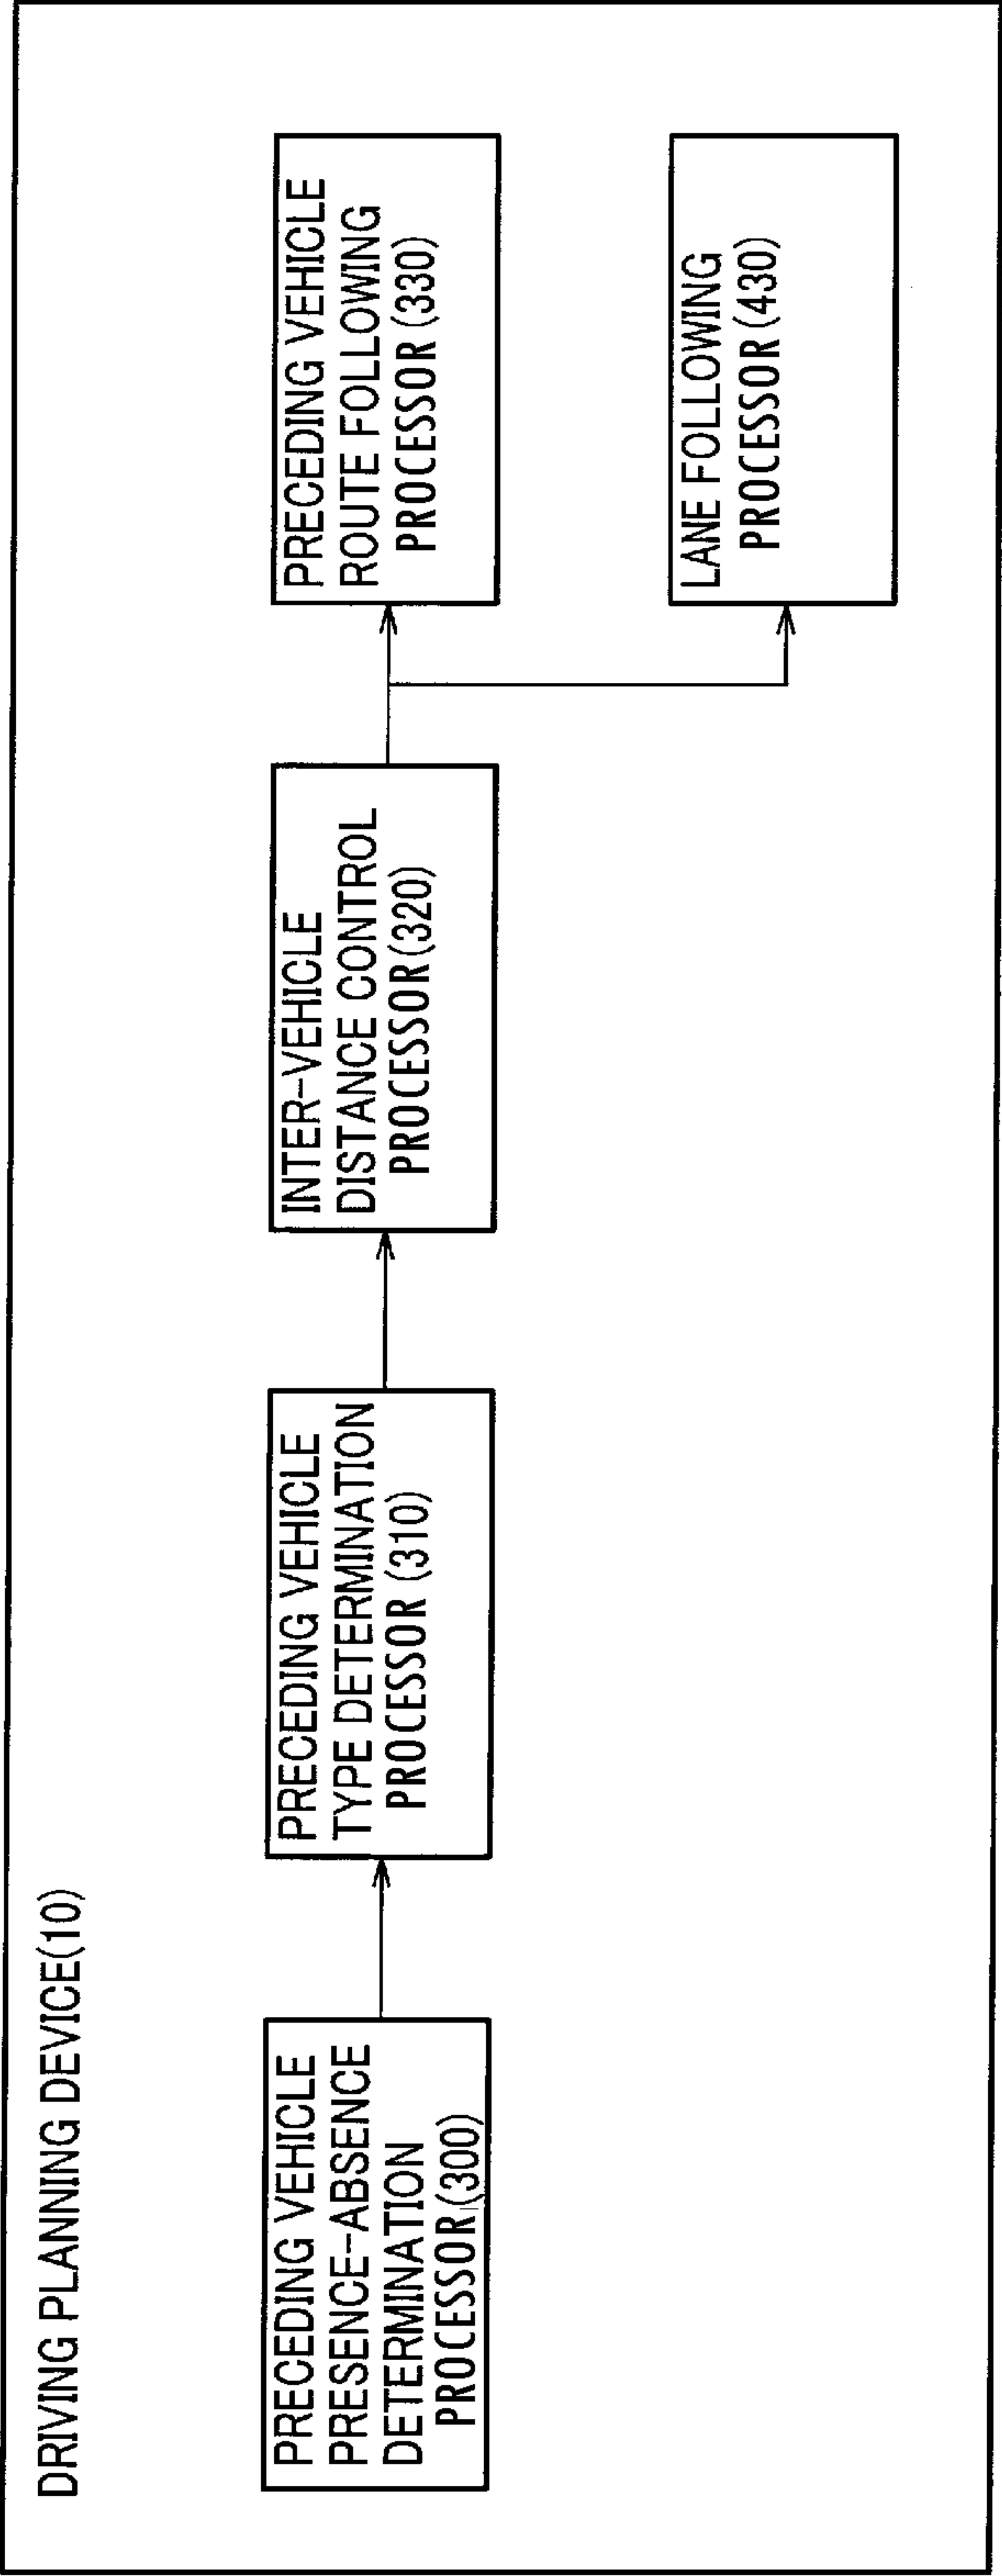 DRIVING PLANNING DEVICE(10)
PRECEDING VEHICLE
PRESENCE-ABSENCE
DETERMINATION
PROCESSOR(300)
PRECEDING VEHICLE
TYPE DETERMINATION
PROCESSOR (310)
INTER-VEHICLE
DISTANCE CONTROL
PROCESSOR(320)
PRECEDING VEHICLE
ROUTE FOLLOWING
PROCESSOR(330)
LANE FOLLOWING
PROCESSOR(430)